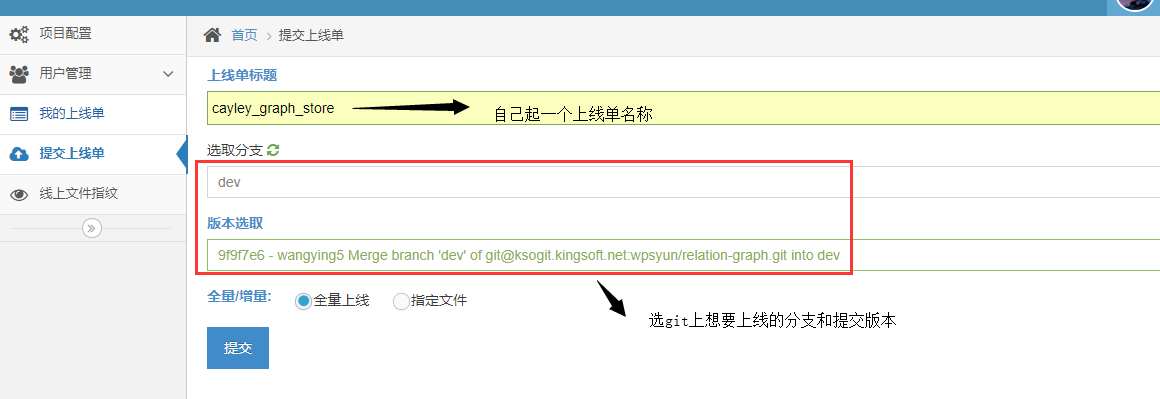 项目配置
用户管理
我的上线单
提交上线单
线上文件指纹
首页 > 提交上线单
上线单标题
cayley_graph_store
自己起一个上线单名称
选取分支
dev
版本选取
9f9f7e6 - wangying5 Merge branch 'dev' of git@ksogit.kingsoft.net:wpsyun/relation-graph.git into dev
全量/增量:
全量上线 指定文件
选git上想要上线的分支和提交版本
提交